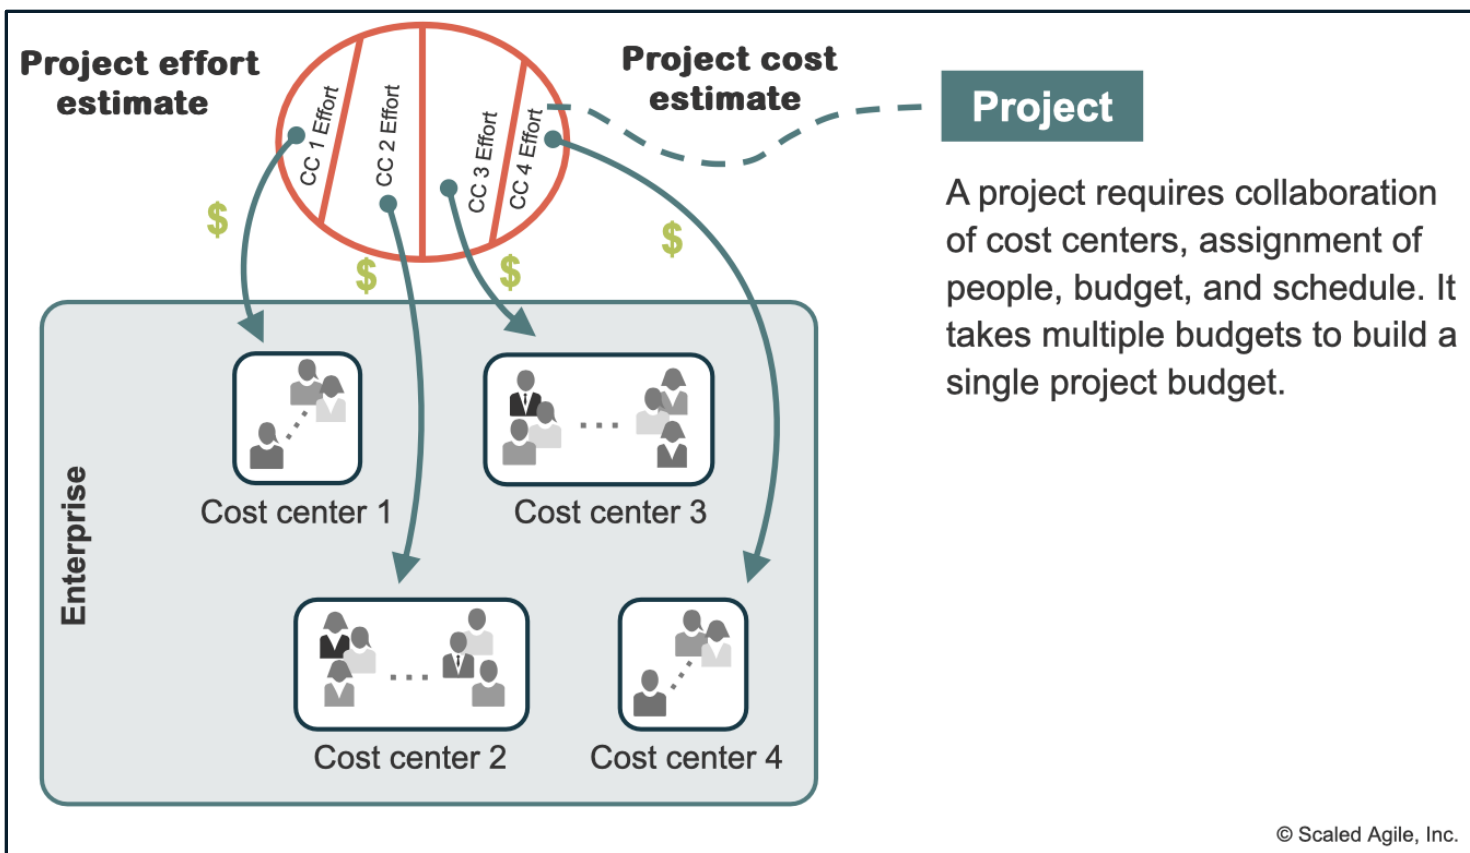 Project effort
estimate
Project cost
estimate
CC 1 Effort
CC 2 Effort
CC 3 Effort
CC 4 Effort
$
$
$
$
Project
A project requires collaboration
of cost centers, assignment of
people, budget, and schedule. It
takes multiple budgets to build a
single project budget.
Enterprise
Cost center 1
Cost center 3
Cost center 2
Cost center 4
© Scaled Agile, Inc.